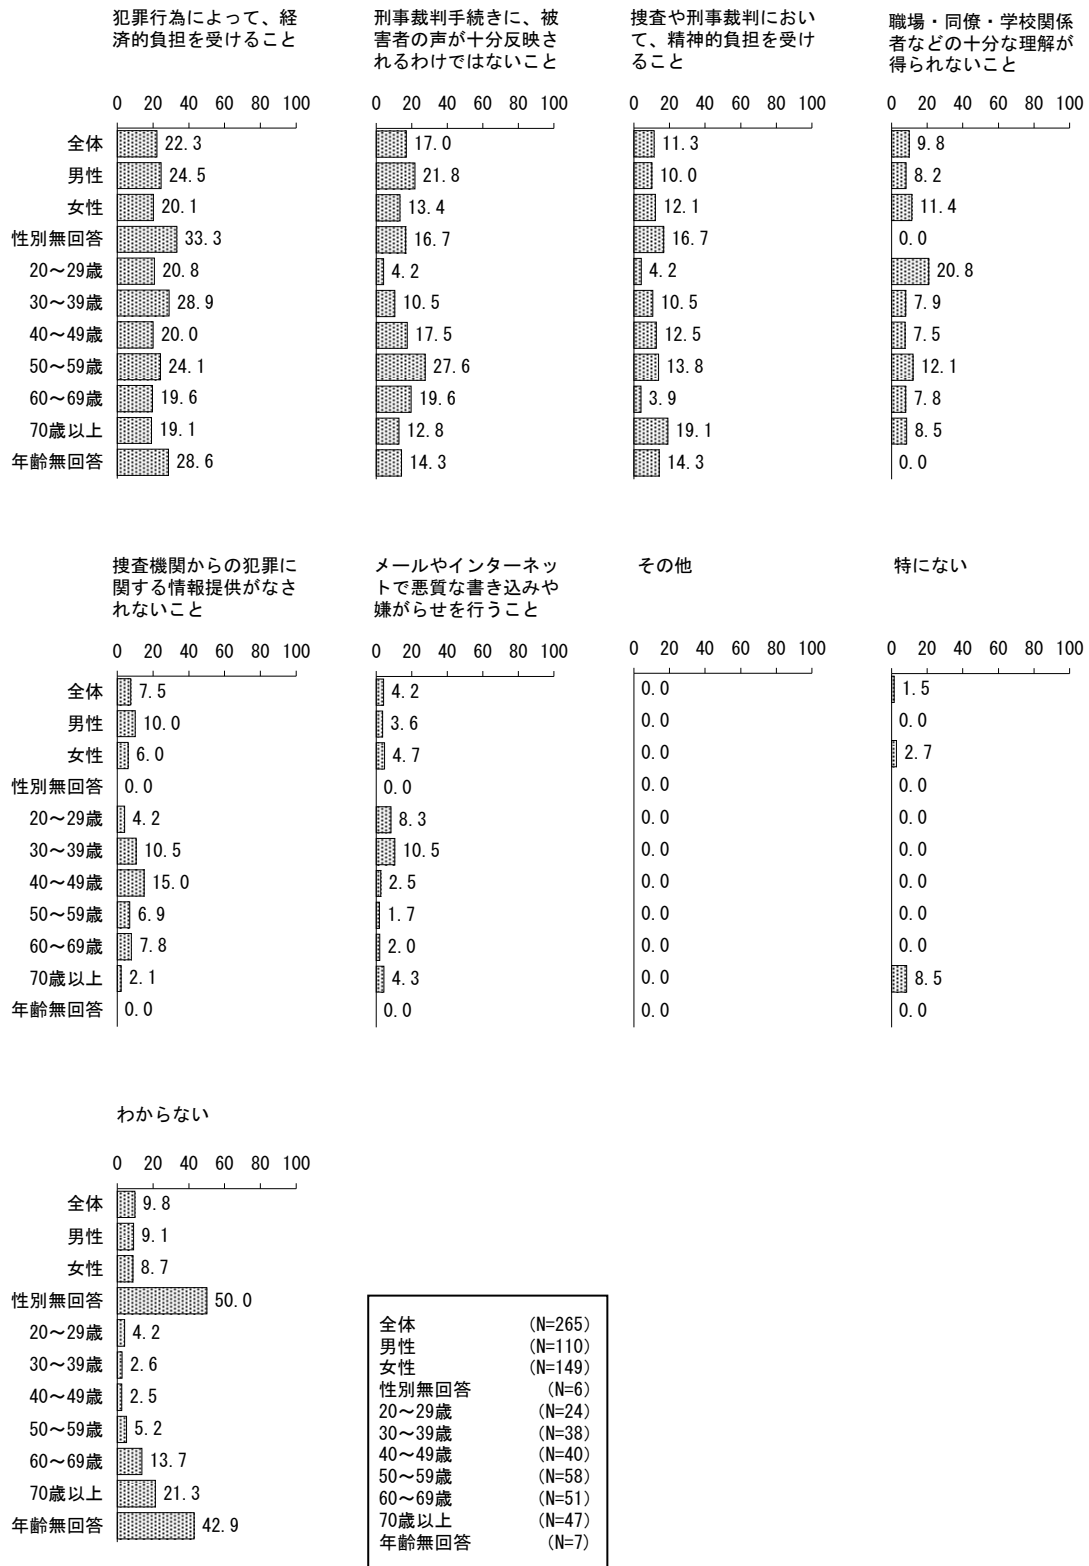 犯罪行為によって、経
済的負担を受けること
0 20 40 60 80 100
全体 22.3
男性 24.5
女性 20.1
性別無回答 33.3
20～29歳 20.8
30～39歳 28.9
40～49歳 20.0
50～59歳 24.1
60～69歳 19.6
70歳以上 19.1
年齢無回答 28.6
刑事裁判手続きに、被
害者の声が十分反映さ
れるわけではないこと
0 20 40 60 80 100
17.0
21.8
13.4
16.7
4.2
10.5
17.5
27.6
19.6
12.8
14.3
捜査や刑事裁判におい
て、精神的負担を受け
ること
0 20 40 60 80 100
11.3
10.0
12.1
16.7
4.2
10.5
12.5
13.8
3.9
19.1
14.3
職場・同僚・学校関係
者などの十分な理解が
得られないこと
0 20 40 60 80 100
9.8
8.2
11.4
0.0
20.8
7.9
7.5
12.1
7.8
8.5
0.0
捜査機関からの犯罪に
関する情報提供がなさ
れないこと
0 20 40 60 80 100
全体 7.5
男性 10.0
女性 6.0
性別無回答 0.0
20～29歳 4.2
30～39歳 10.5
40～49歳 15.0
50～59歳 6.9
60～69歳 7.8
70歳以上 2.1
年齢無回答 0.0
メールやインターネッ
トで悪質な書き込みや
嫌がらせを行うこと
0 20 40 60 80 100
4.2
3.6
4.7
0.0
8.3
10.5
2.5
1.7
2.0
4.3
0.0
その他
0 20 40 60 80 100
0.0
0.0
0.0
0.0
0.0
0.0
0.0
0.0
0.0
0.0
0.0
特にない
0 20 40 60 80 100
1.5
0.0
2.7
0.0
0.0
0.0
0.0
0.0
0.0
8.5
0.0
わからない
0 20 40 60 80 100
全体 9.8
男性 9.1
女性 8.7
性別無回答 50.0
20～29歳 4.2
30～39歳 2.6
40～49歳 2.5
50～59歳 5.2
60～69歳 13.7
70歳以上 21.3
年齢無回答 42.9
全体 (N=265)
男性 (N=110)
女性 (N=149)
性別無回答 (N=6)
20～29歳 (N=24)
30～39歳 (N=38)
40～49歳 (N=40)
50～59歳 (N=58)
60～69歳 (N=51)
70歳以上 (N=47)
年齢無回答 (N=7)